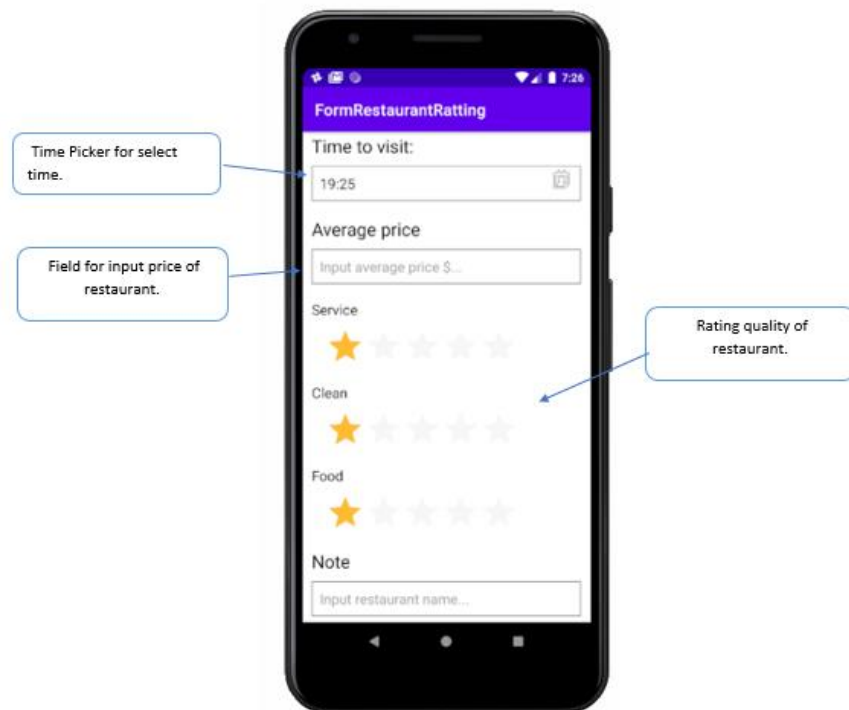 7:26
FormRestaurantRatting
Time Picker for select
time.
Time to visit:
19:25
Average price
Field for input price of
restaurant.
Input average price $...
Service
Rating quality of
restaurant.
Clean
Food
Note
Input restaurant name...